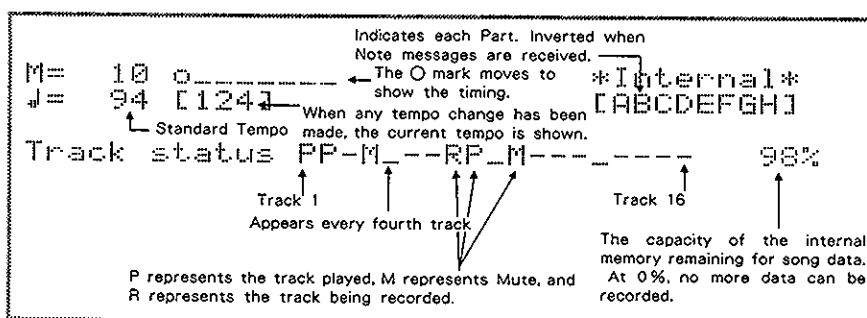 Indicates each Part. Inverted when
Note messages are received.
M= 10 o_ _ _ _ _ _ _ _
The O mark moves to
show the timing.
*Internal*
♩= 94 [124]
[ABCDEFGH]
Standard Tempo
When any tempo change has been
made, the current tempo is shown.
Track status PP-M_--RP_M---_---- 98%
Track 1
Track 16
Appears every fourth track
The capacity of the internal
memory remaining for song data.
At 0%, no more data can be
recorded.
P represents the track played, M represents Mute, and
R represents the track being recorded.